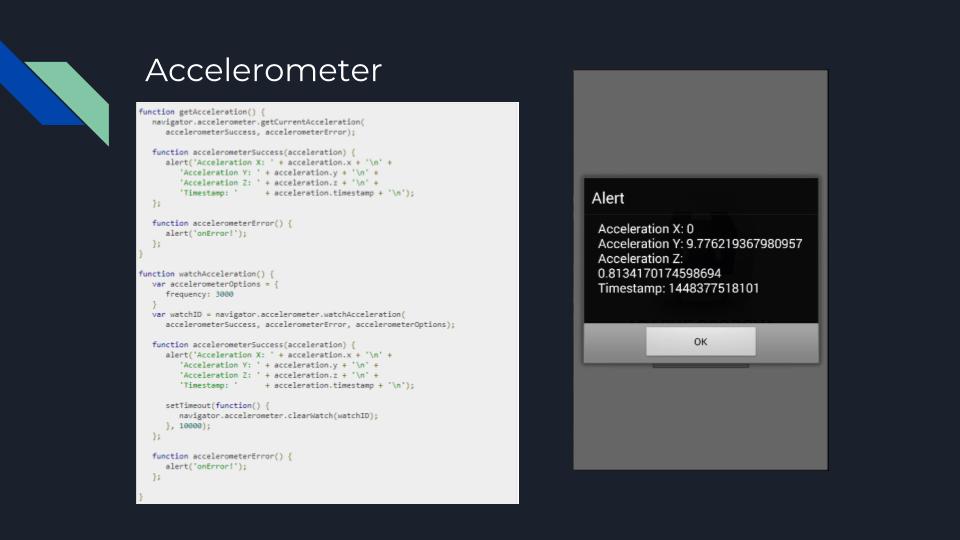 Accelerometer
function getAcceleration() {
   navigator.accelerometer.getCurrentAcceleration(
      accelerometerSuccess, accelerometerError);

   function accelerometerSuccess(acceleration) {
      alert('Acceleration X: ' + acceleration.x + '\n' +
         'Acceleration Y: ' + acceleration.y + '\n' +
         'Acceleration Z: ' + acceleration.z + '\n' +
         'Timestamp: '      + acceleration.timestamp + '\n');
   };

   function accelerometerError() {
      alert('onError!');
   };
}

function watchAcceleration() {
   var accelerometerOptions = {
      frequency: 3000
   }
   var watchID = navigator.accelerometer.watchAcceleration(
      accelerometerSuccess, accelerometerError, accelerometerOptions);

   function accelerometerSuccess(acceleration) {
      alert('Acceleration X: ' + acceleration.x + '\n' +
         'Acceleration Y: ' + acceleration.y + '\n' +
         'Acceleration Z: ' + acceleration.z + '\n' +
         'Timestamp: '      + acceleration.timestamp + '\n');

      setTimeout(function() {
         navigator.accelerometer.clearWatch(watchID);
      }, 10000);
   };

   function accelerometerError() {
      alert('onError!');
   };

}
Alert
Acceleration X: 0
Acceleration Y: 9.776219367980957
Acceleration Z:
0.8134170174598694
Timestamp: 1448377518101
OK